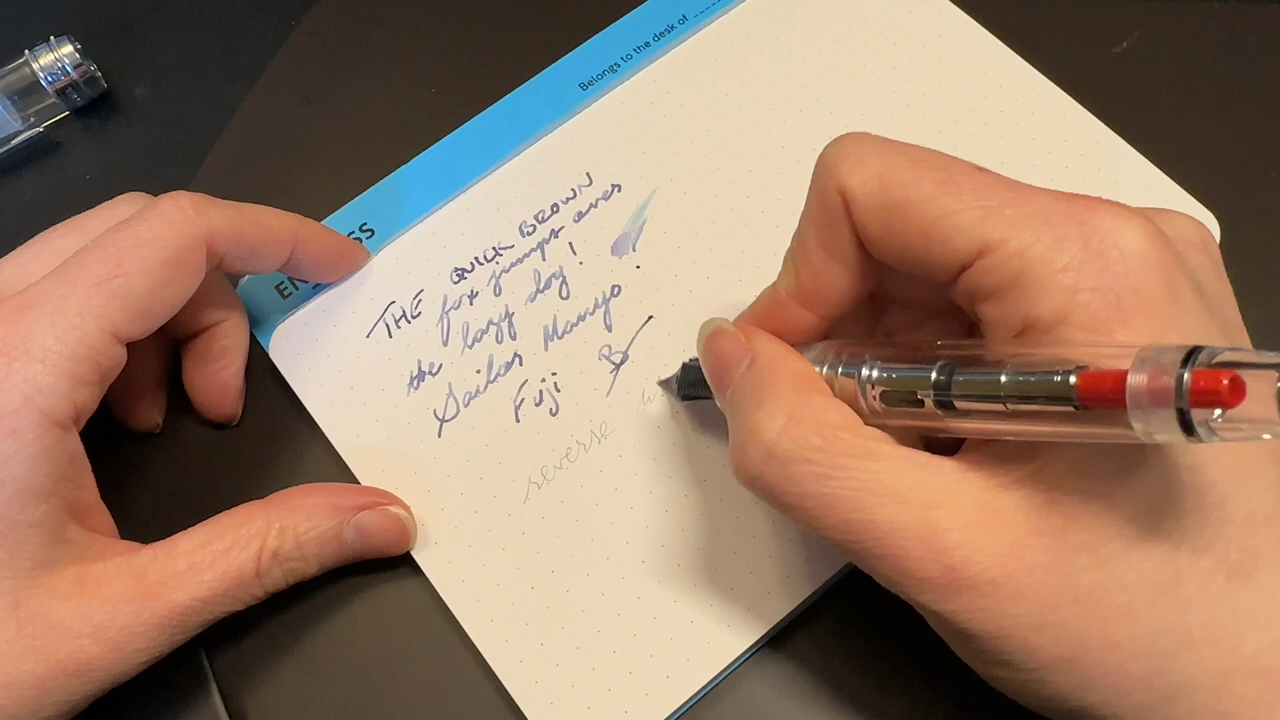 Belongs to the desk of
THE QUICK BROWN
fox jumps over
the lazy dog!
Sailor Manyo
Fuji B
reverse